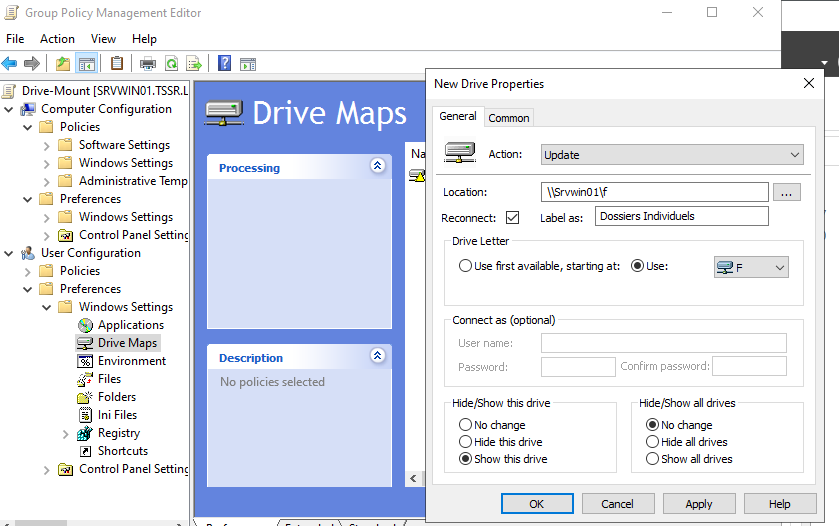 Group Policy Management Editor
File Action View Help
Drive-Mount [SRVWIN01.TSSR.L
Computer Configuration
Policies
Software Settings
Windows Settings
Administrative Temp
Preferences
Windows Settings
Control Panel Setting
User Configuration
Policies
Preferences
Windows Settings
Applications
Drive Maps
Environment
Files
Folders
Ini Files
Registry
Shortcuts
Control Panel Setting
Drive Maps
Processing
Description
No policies selected
Na
New Drive Properties
General Common
Action: Update
Location: \\Srvwin01\f ...
Reconnect: Label as: Dossiers Individuels
Drive Letter
Use first available, starting at: Use: F
Connect as (optional)
User name:
Password: Confirm password:
Hide/Show this drive
No change
Hide this drive
Show this drive
Hide/Show all drives
No change
Hide all drives
Show all drives
OK Cancel Apply Help